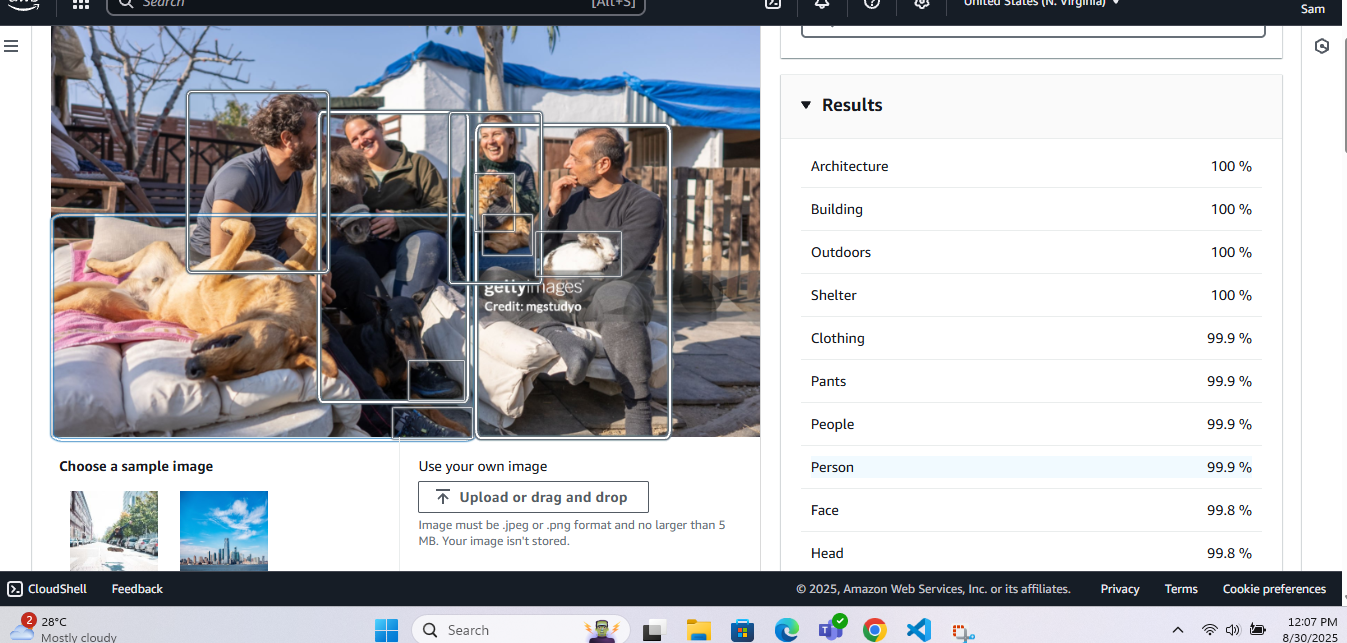 aws
Search
[Alt+S]
United States (N. Virginia)
Sam
gettyimages®
Credit: mgstudyo
Results
Architecture 100 %
Building 100 %
Outdoors 100 %
Shelter 100 %
Clothing 99.9 %
Pants 99.9 %
People 99.9 %
Person 99.9 %
Face 99.8 %
Head 99.8 %
Choose a sample image
Use your own image
Upload or drag and drop
Image must be .jpeg or .png format and no larger than 5
MB. Your image isn't stored.
CloudShell Feedback
© 2025, Amazon Web Services, Inc. or its affiliates. Privacy Terms Cookie preferences
2
28°C
Mostly cloudy
Search
12:07 PM
8/30/2025